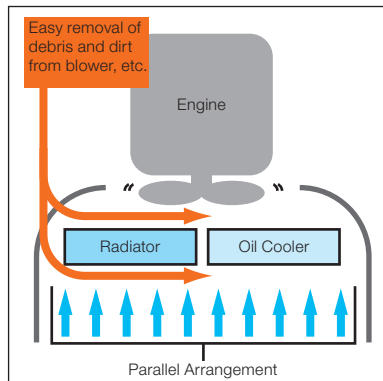 Easy removal of
debris and dirt
from blower, etc.
Engine
Radiator
Oil Cooler
Parallel Arrangement